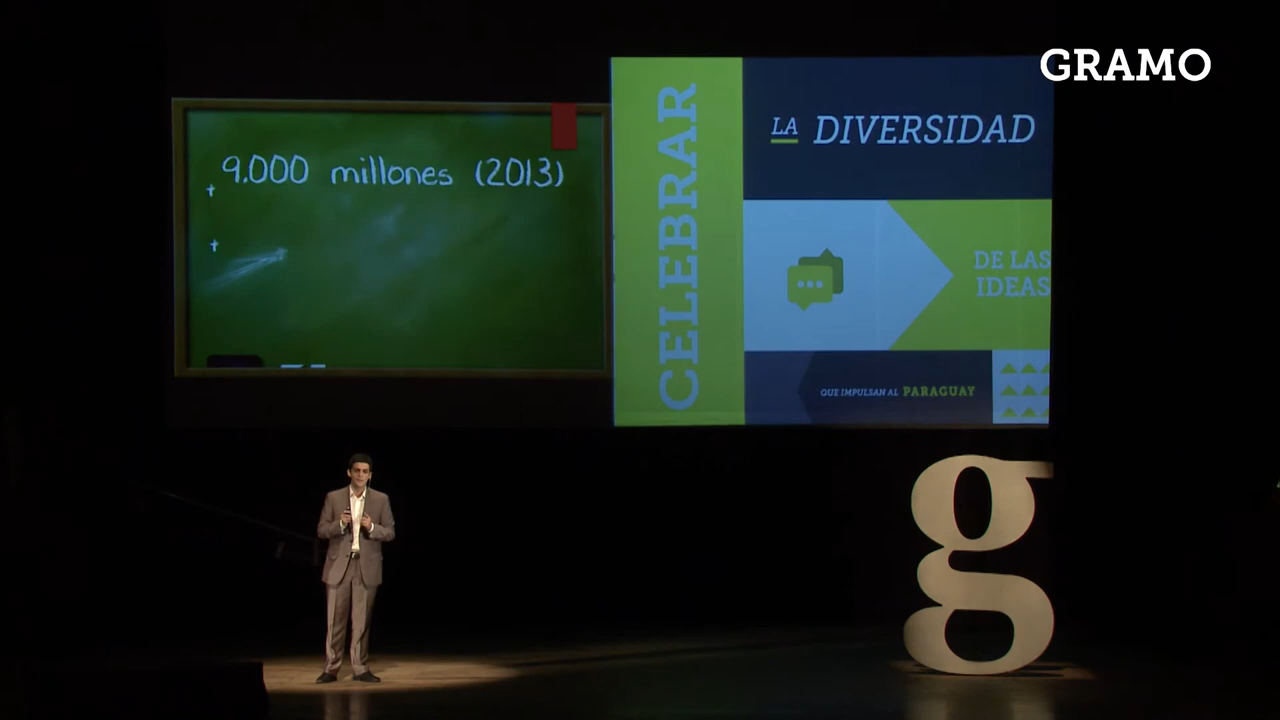 GRAMO
9.000 millones (2013)
+
+
CELEBRAR
LA DIVERSIDAD
DE LAS
IDEAS
QUE IMPULSAN AL PARAGUAY
g